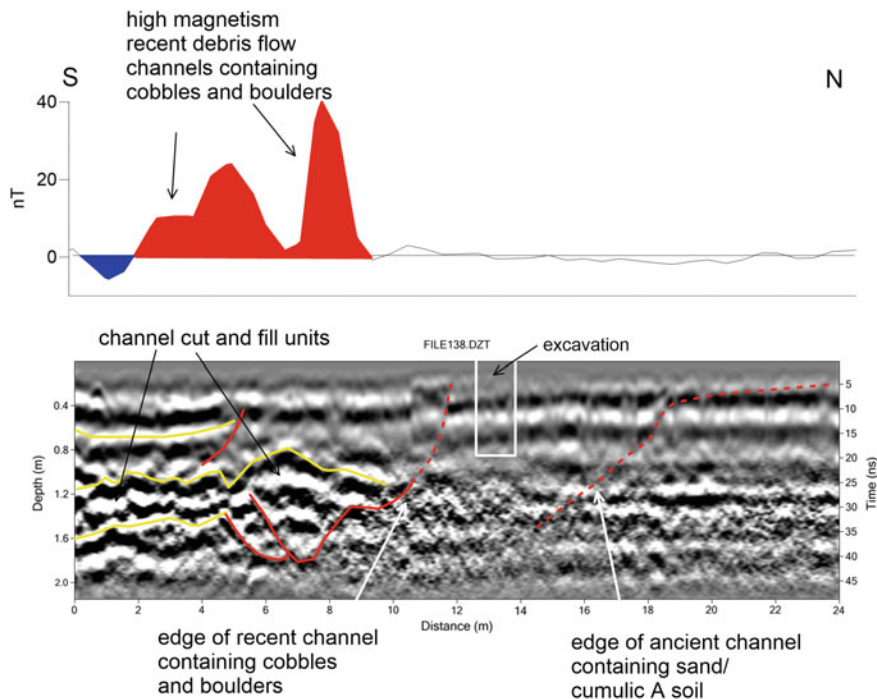 high magnetism
recent debris flow
channels containing
cobbles and boulders
S
N
40
20
0
nT
channel cut and fill units
FILE138.DZT
excavation
0.4
0.8
1.2
1.6
2.0
Depth (m)
5
10
15
20
25
30
35
40
45
Time (ns)
0 2 4 6 8 10 12 14 16 18 20 22 24
Distance (m)
edge of recent channel
containing cobbles
and boulders
edge of ancient channel
containing sand/
cumulic A soil